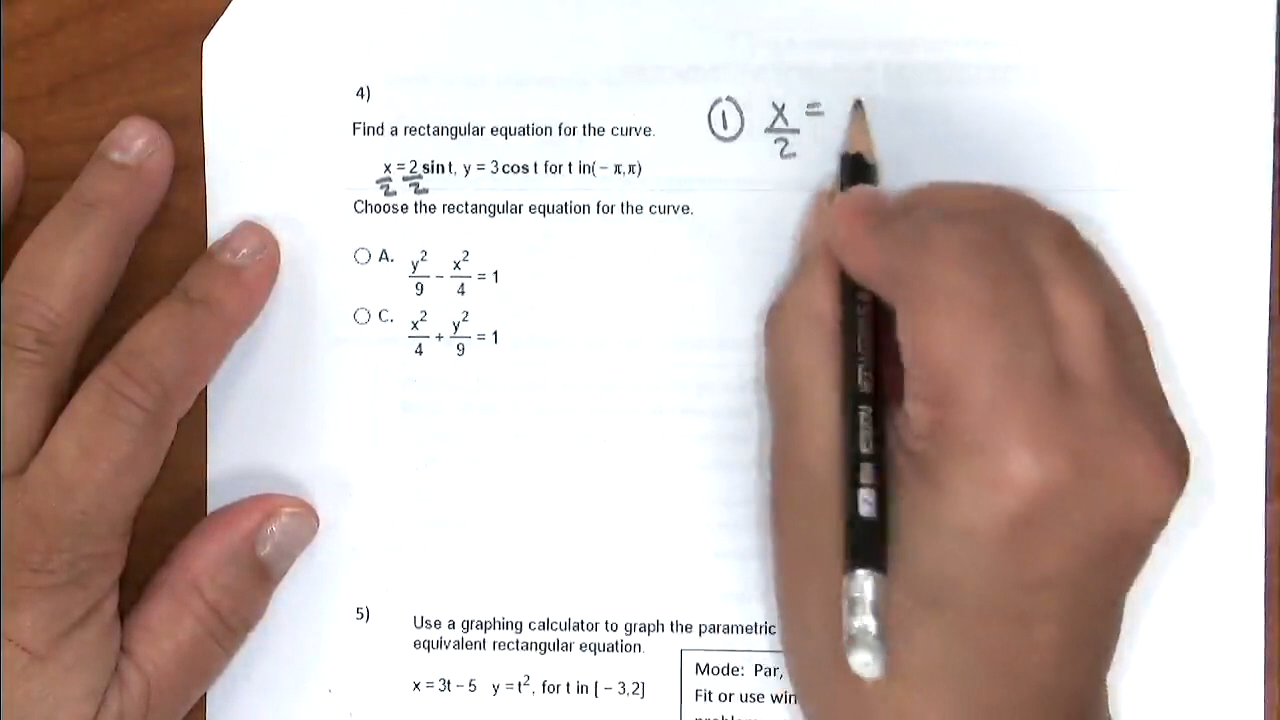 4)
Find a rectangular equation for the curve.
x = 2 sin t, y = 3 cos t for t in(− π,π)
2 2
Choose the rectangular equation for the curve.
A. y²/9 − x²/4 = 1
C. x²/4 + y²/9 = 1
① x/2 =
5)
Use a graphing calculator to graph the parametric
equivalent rectangular equation.
x = 3t − 5 y = t², for t in [ − 3,2]
Mode: Par,
Fit or use win